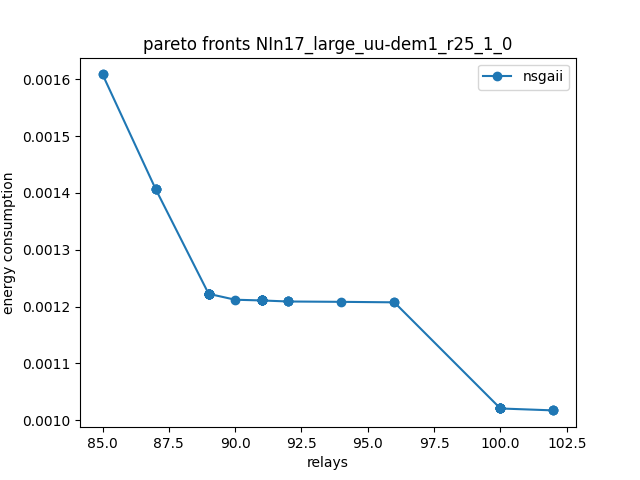 pareto fronts NIn17_large_uu-dem1_r25_1_0
nsgaii
energy consumption
0.0016
0.0015
0.0014
0.0013
0.0012
0.0011
0.0010
85.0 87.5 90.0 92.5 95.0 97.5 100.0 102.5
relays